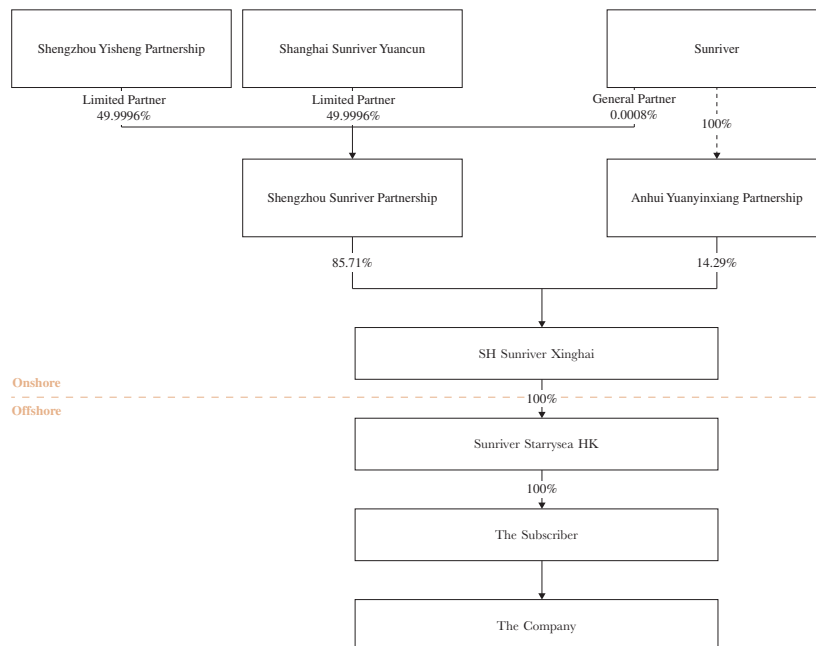 Shengzhou Yisheng Partnership
Shanghai Sunriver Yuancun
Sunriver
Limited Partner
49.9996%
Limited Partner
49.9996%
General Partner
0.0008%
100%
Shengzhou Sunriver Partnership
Anhui Yuanyinxiang Partnership
85.71%
14.29%
SH Sunriver Xinghai
Onshore
100%
Offshore
Sunriver Starrysea HK
100%
The Subscriber
The Company